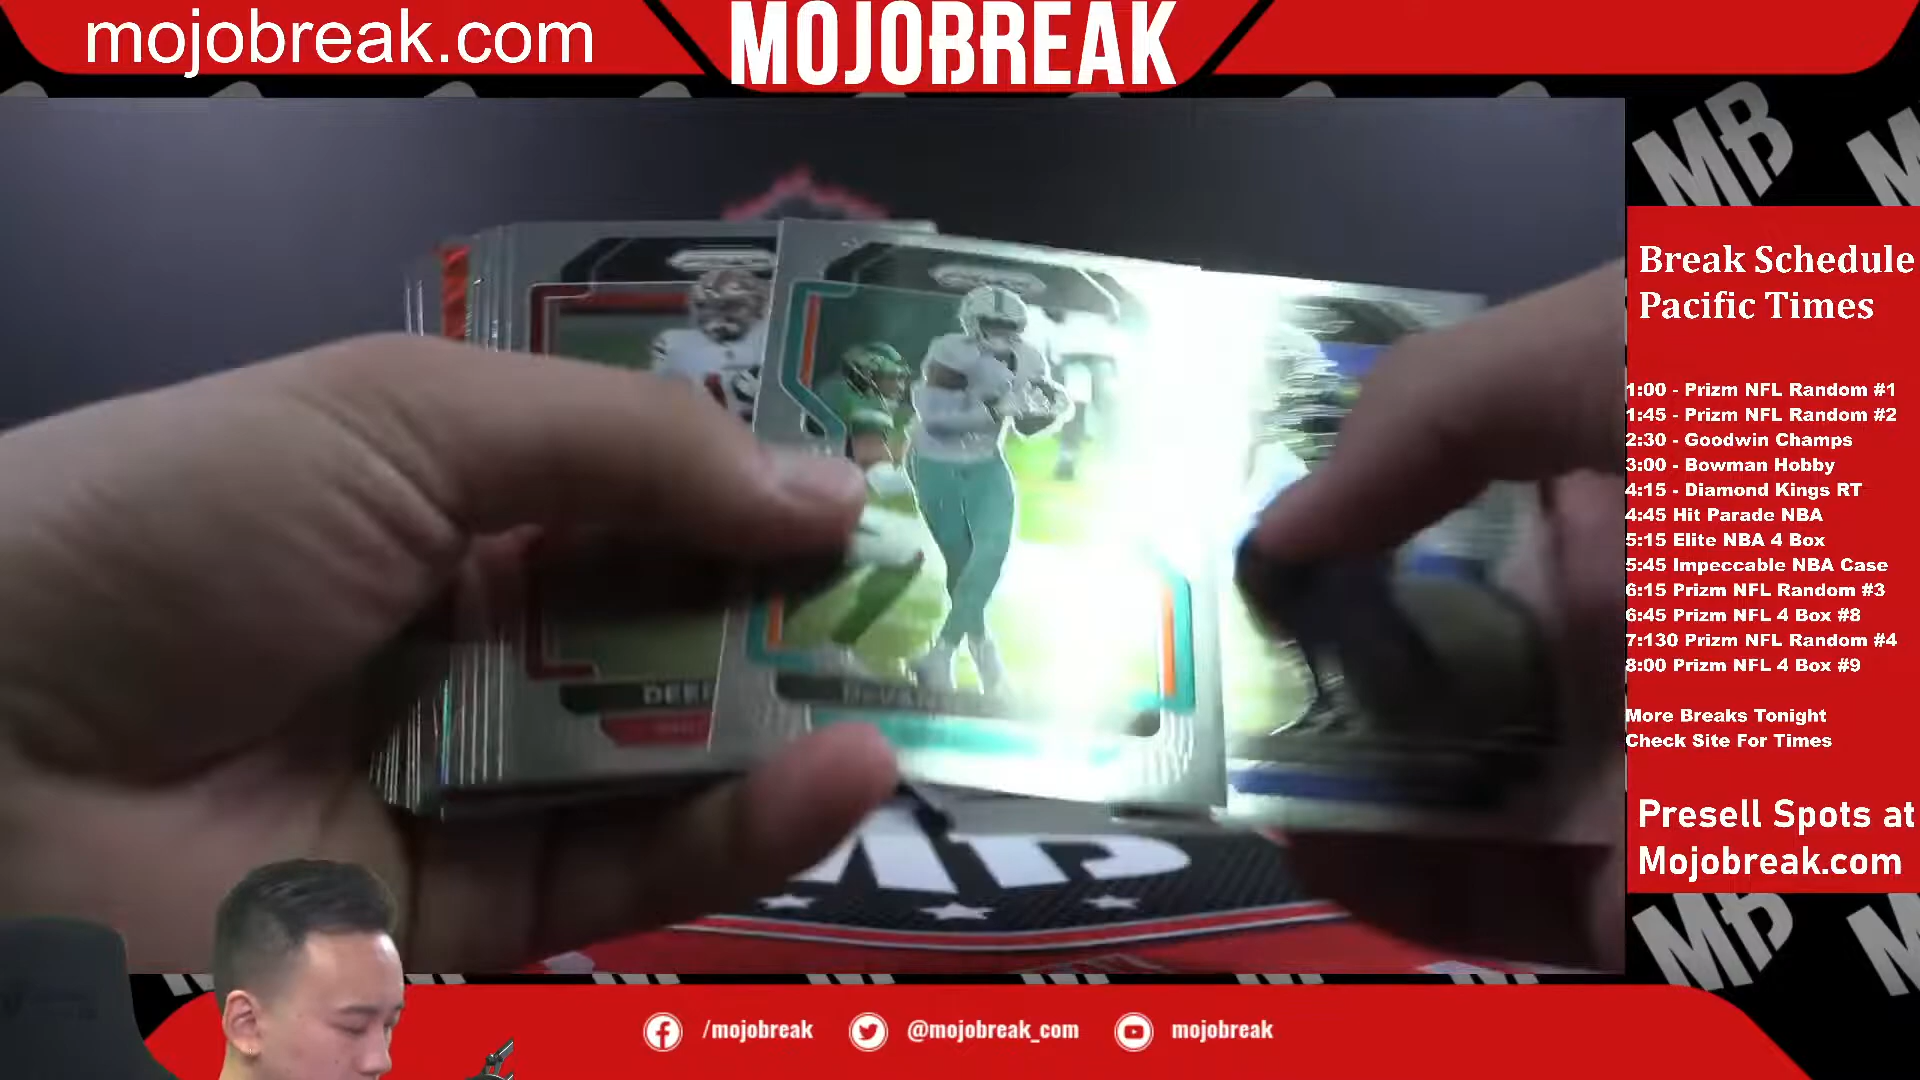 mojobreak.com
MOJOBREAK
MB
Break Schedule
Pacific Times
1:00 - Prizm NFL Random #1
1:45 - Prizm NFL Random #2
2:30 - Goodwin Champs
3:00 - Bowman Hobby
4:15 - Diamond Kings RT
4:45 Hit Parade NBA
5:15 Elite NBA 4 Box
5:45 Impeccable NBA Case
6:15 Prizm NFL Random #3
6:45 Prizm NFL 4 Box #8
7:130 Prizm NFL Random #4
8:00 Prizm NFL 4 Box #9
More Breaks Tonight
Check Site For Times
Presell Spots at
Mojobreak.com
MB
/mojobreak
@mojobreak_com
mojobreak